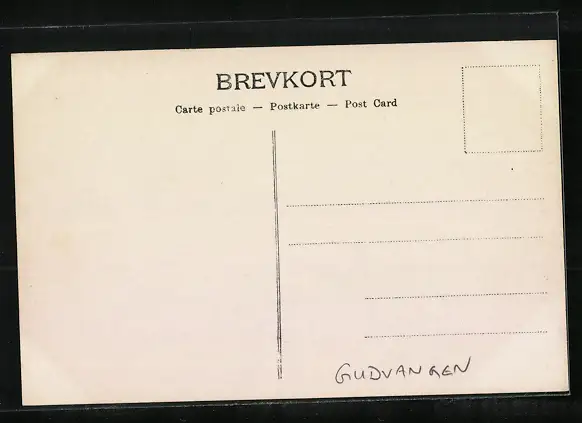 BREVKORT
Carte postale — Postkarte — Post Card
GUDVANGEN